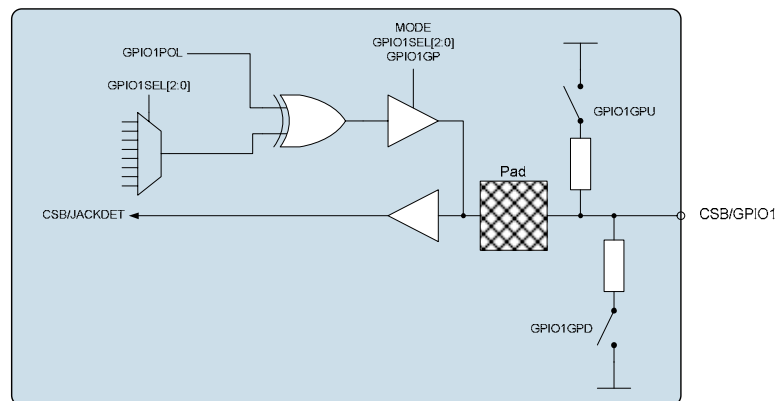 MODE
GPIO1SEL[2:0]
GPIO1GP
GPIO1POL
GPIO1SEL[2:0]
GPIO1GPU
Pad
CSB/JACKDET
CSB/GPIO1
GPIO1GPD